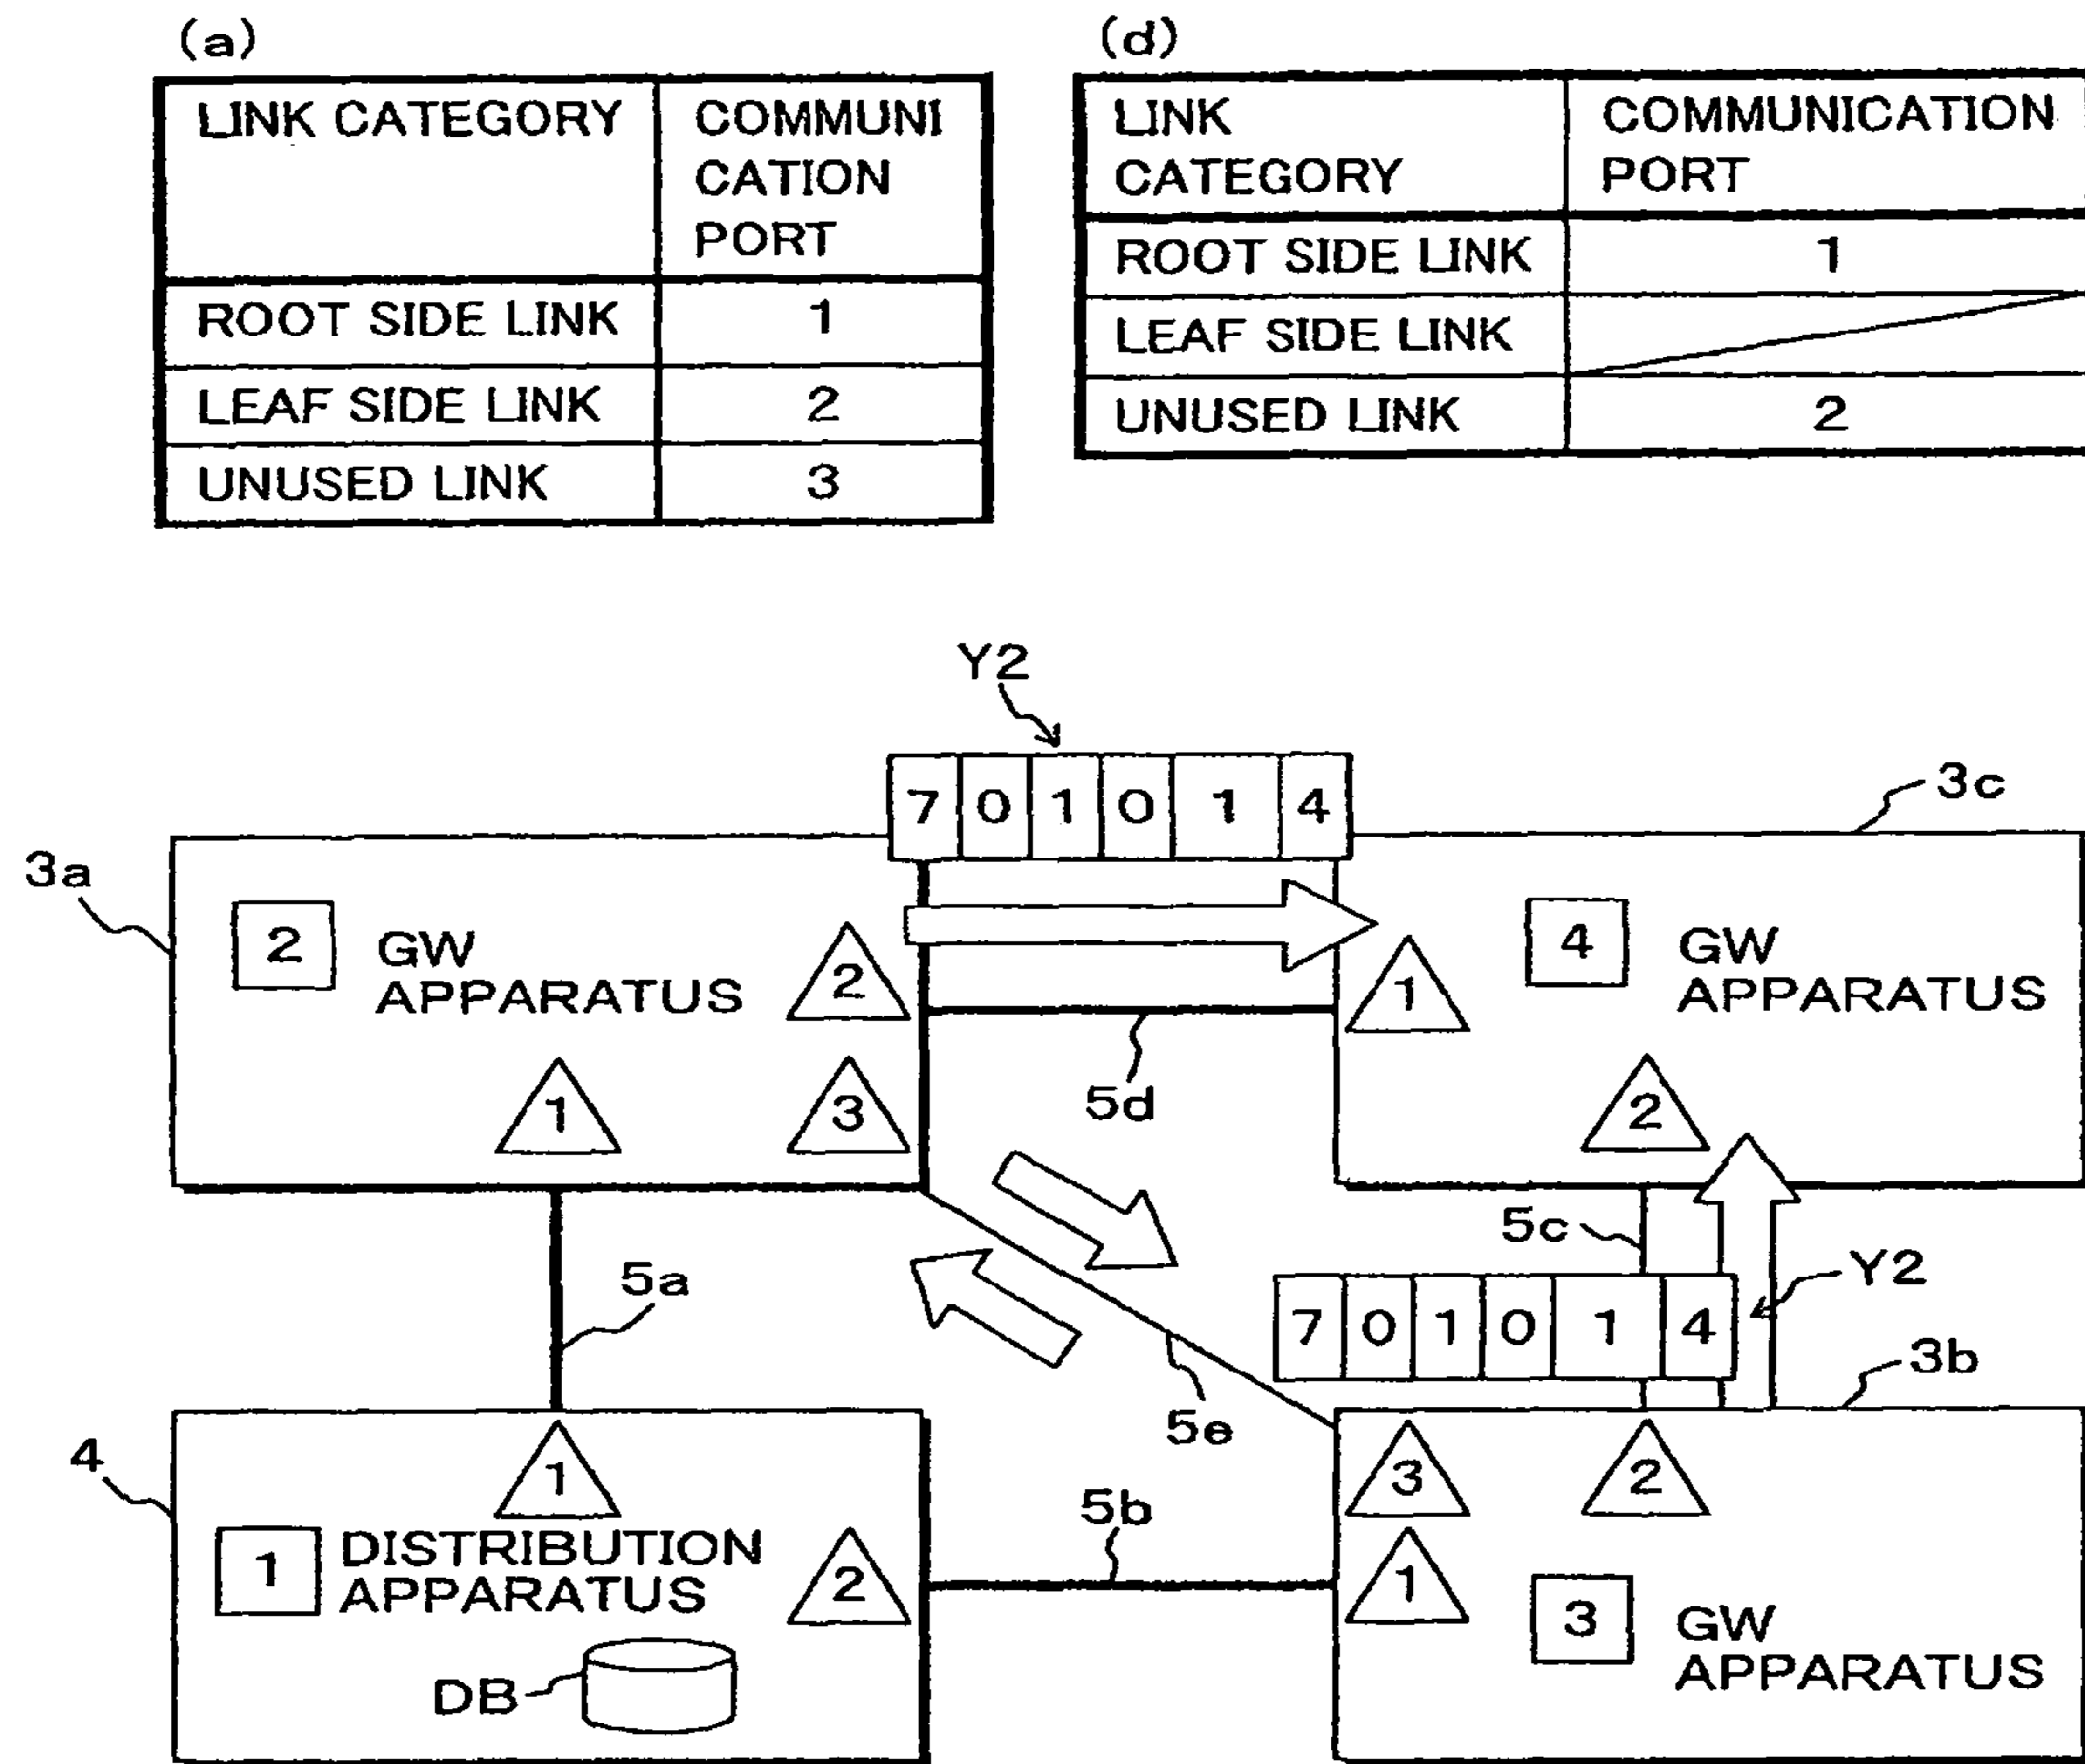 (a)
LINK CATEGORY
COMMUNI
CATION
PORT
ROOT SIDE LINK 1
LEAF SIDE LINK 2
UNUSED LINK 3
(d)
LINK
CATEGORY
COMMUNICATION
PORT
ROOT SIDE LINK 1
LEAF SIDE LINK
UNUSED LINK 2
Y2
7 0 1 0 1 4
3a
2 GW
APPARATUS
2
1
3
3c
4 GW
APPARATUS
1
2
5d
5a
5c
Y2
7 0 1 0 1 4
5e
3b
4
1
1 DISTRIBUTION
APPARATUS
2
DB
5b
3
2
1
3 GW
APPARATUS